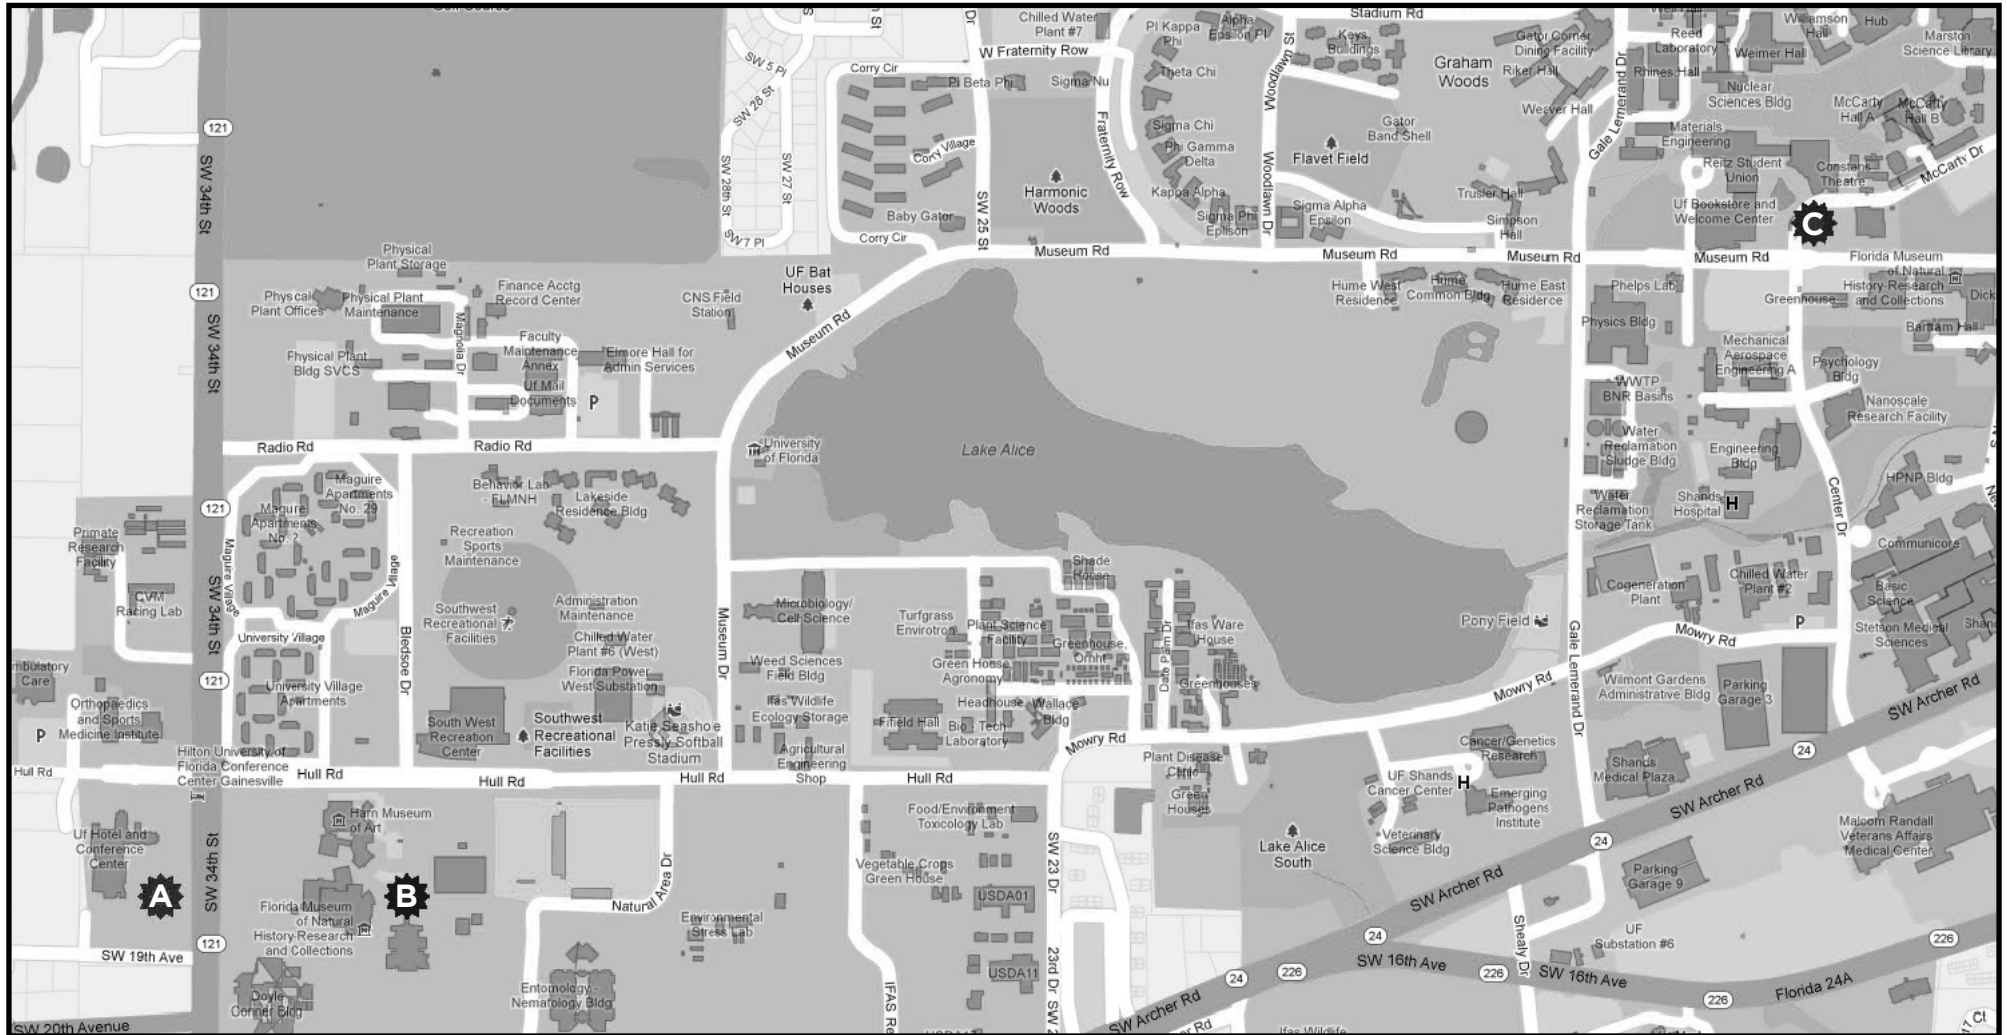 Stadium Rd
Chilled Water
Plant #7
W Fraternity Row
PI Kappa
Phi
Alpha
Epsilon PI
Keys
Buildings
Graham
Woods
Gator Corner
Dining Facility
Riker Hall
Weaver Hall
Gale Lemerand Dr
Reed
Laboratory
Rhines Hall
Weimer Hall
Williamson
Hall
Hub
Marston
Science Library
Nuclear
Sciences Bldg
McCarty
Hall A
McCarty
Hall B
Materials
Engineering
Reitz Student
Union
Constans
Theatre
McCarty Dr
Uf Bookstore and
Welcome Center
C
SW 5 Pl
SW 28 St
SW 28th St
SW 27 St
SW 7 Pl
Corry Cir
Pi Beta Phi
Sigma Nu
Theta Chi
Sigma Chi
Phi Gamma
Delta
Kappa Alpha
Sigma Phi
Epsilon
Woodlawn St
Woodlawn Dr
Fraternity Row
Gator
Band Shell
Flavet Field
Corry Village
Harmonic
Woods
SW 25 St
Baby Gator
Corry Cir
Sigma Alpha
Epsilon
Trusler Hall
Simpson
Hall
121
SW 34th St
Museum Rd
Museum Rd
Museum Rd
Museum Rd
Florida Museum
of Natural
History-Research
and Collections
Dick
Greenhouse
Bartram Hall
Physical
Plant Storage
Physical
Plant Offices
Physical Plant
Maintenance
Finance Acctg
Record Center
CNS Field
Station
UF Bat
Houses
Museum Rd
Hume West
Residence
Hume
Common Bldg
Hume East
Residence
Phelps Lab
Physics Bldg
Mechanical
Aerospace
Engineering A
Psychology
Bldg
Nanoscale
Research Facility
121
SW 34th St
Physical Plant
Bldg SVCS
Magnolia Dr
Faculty
Maintenance
Annex
Elmore Hall for
Admin Services
Uf Mail
Documents
P
WWTP
BNR Basins
Water
Reclamation
Sludge Bldg
Engineering
Bldg
Radio Rd
Radio Rd
University
of Florida
Lake Alice
Shands
Hospital
H
HPNP Bldg
Center Dr
Water
Reclamation
Storage Tank
Maguire
Apartments
No. 29
Maguire
Apartments
No. 2
Behavior Lab
- FLMNH
Lakeside
Residence Bldg
Recreation
Sports
Maintenance
121
Primate
Research
Facility
CVM
Racing Lab
SW 34th St
Maguire Village
Maguire Village
University Village
Bledsoe Dr
Southwest
Recreational
Facilities
Administration
Maintenance
Chilled Water
Plant #6 (West)
Florida Power
West Substation
Museum Dr
Microbiology/
Cell Science
Weed Sciences
Field Bldg
Turfgrass
Envirotron
Plant Science
Facility
Shade
House
Greenhouse,
Ornht
Date Palm Dr
Ifas Ware
House
Greenhouses
Green House
Agronomy
Pony Field
Cogeneration
Plant
Chilled Water
Plant #2
P
Communicore
Basic
Science
Stetson Medical
Sciences
Mowry Rd
Mowry Rd
Gale Lemerand Dr
Wilmont Gardens
Administrative Bldg
Parking
Garage 3
SW Archer Rd
121
University Village
Apartments
Orthopaedics
and Sports
Medicine Institute
P
Hull Rd
Hilton University of
Florida Conference
Center Gainesville
Hull Rd
South West
Recreation
Center
Southwest
Recreational
Facilities
Katie Seashole
Pressly Softball
Stadium
Hull Rd
Hull Rd
Ifas Wildlife
Ecology Storage
Agricultural
Engineering
Shop
Hull Rd
Fifield Hall
Headhouse
Bio - Tech
Laboratory
Wallace
Bldg
Mowry Rd
Plant Disease
Clinic
Green
Houses
Cancer/Genetics
Research
UF Shands
Cancer Center
H
Emerging
Pathogens
Institute
Veterinary
Science Bldg
Shands
Medical Plaza
24
SW Archer Rd
24
Malcom Randall
Veterans Affairs
Medical Center
Parking
Garage 9
Uf Hotel and
Conference
Center
A
SW 34th St
Harn Museum
of Art
B
Florida Museum
of Natural
History-Research
and Collections
Natural Area Dr
Environmental
Stress Lab
Food/Environment
Toxicology Lab
Vegetable Crops
Green House
USDA01
USDA11
SW 23 Dr
23rd Dr
Lake Alice
South
SW Archer Rd
24
SW 16th Ave
226
226
SW 16th Ave
Shealy Dr
UF
Substation #6
226
226
Florida 24A
24
SW Archer Rd
121
SW 19th Ave
SW 20th Avenue
Doyle
Conner Bldg
Entomology -
Nematology Bldg
Ifas Wildlife